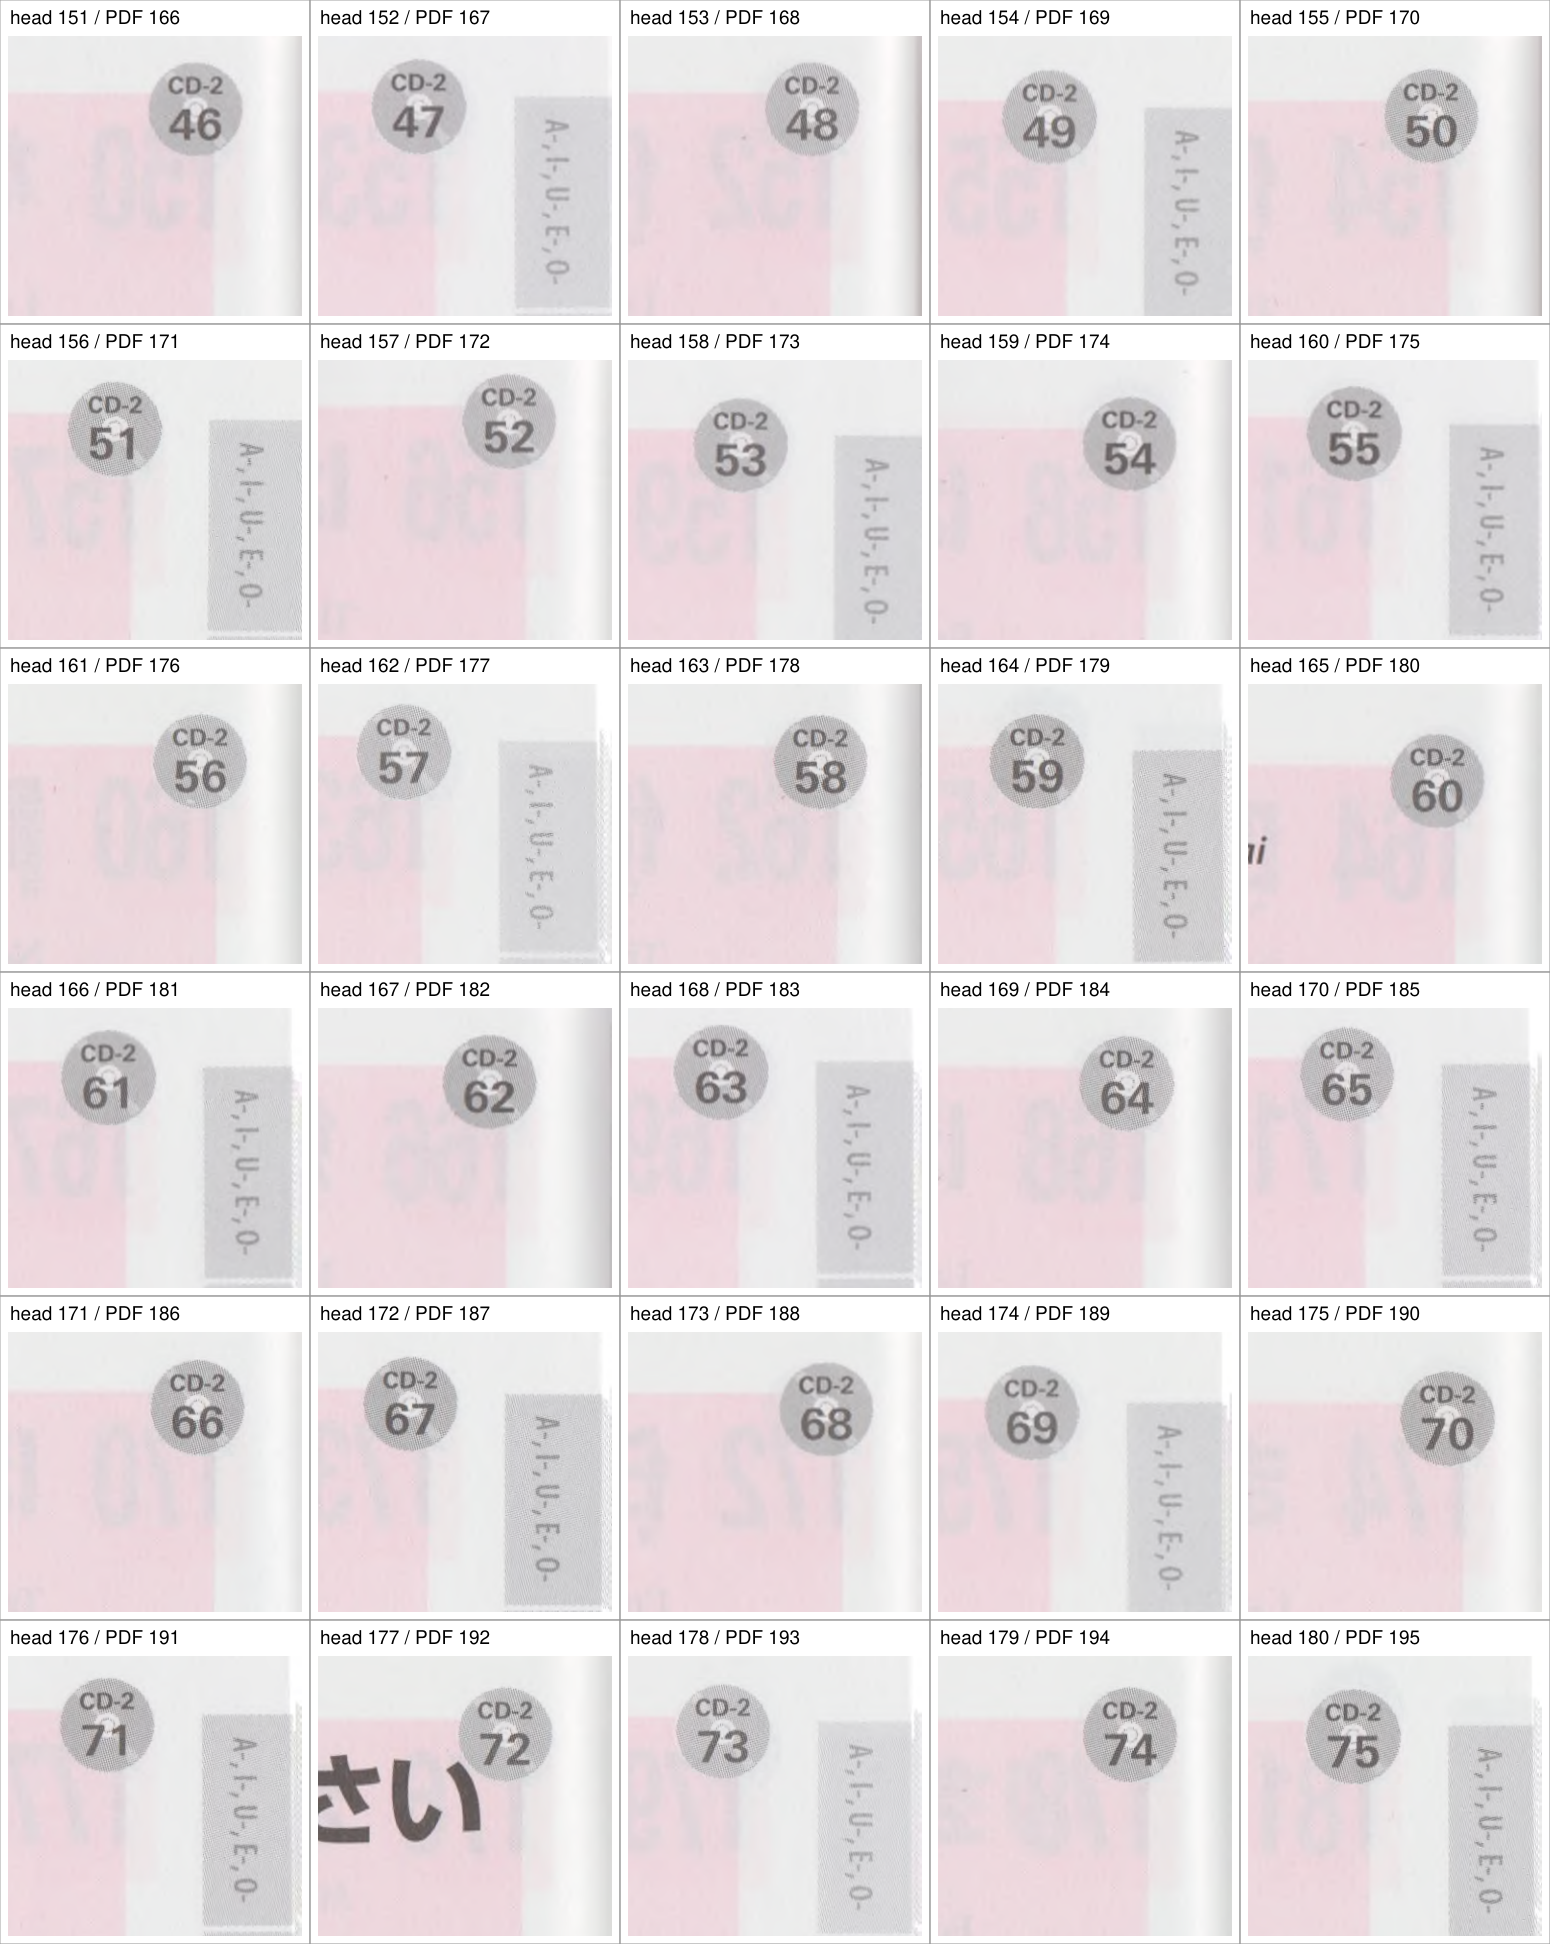 head 151 / PDF 166
CD-2
46
head 152 / PDF 167
CD-2
47
A-, I-, U-, E-, O-
head 153 / PDF 168
CD-2
48
head 154 / PDF 169
CD-2
49
A-, I-, U-, E-, O-
head 155 / PDF 170
CD-2
50
head 156 / PDF 171
CD-2
51
A-, I-, U-, E-, O-
head 157 / PDF 172
CD-2
52
head 158 / PDF 173
CD-2
53
A-, I-, U-, E-, O-
head 159 / PDF 174
CD-2
54
head 160 / PDF 175
CD-2
55
A-, I-, U-, E-, O-
head 161 / PDF 176
CD-2
56
head 162 / PDF 177
CD-2
57
A-, I-, U-, E-, O-
head 163 / PDF 178
CD-2
58
head 164 / PDF 179
CD-2
59
A-, I-, U-, E-, O-
head 165 / PDF 180
CD-2
60
ai
head 166 / PDF 181
CD-2
61
A-, I-, U-, E-, O-
head 167 / PDF 182
CD-2
62
head 168 / PDF 183
CD-2
63
A-, I-, U-, E-, O-
head 169 / PDF 184
CD-2
64
head 170 / PDF 185
CD-2
65
A-, I-, U-, E-, O-
head 171 / PDF 186
CD-2
66
head 172 / PDF 187
CD-2
67
A-, I-, U-, E-, O-
head 173 / PDF 188
CD-2
68
head 174 / PDF 189
CD-2
69
A-, I-, U-, E-, O-
head 175 / PDF 190
CD-2
70
head 176 / PDF 191
CD-2
71
A-, I-, U-, E-, O-
head 177 / PDF 192
CD-2
72
さい
head 178 / PDF 193
CD-2
73
A-, I-, U-, E-, O-
head 179 / PDF 194
CD-2
74
head 180 / PDF 195
CD-2
75
A-, I-, U-, E-, O-